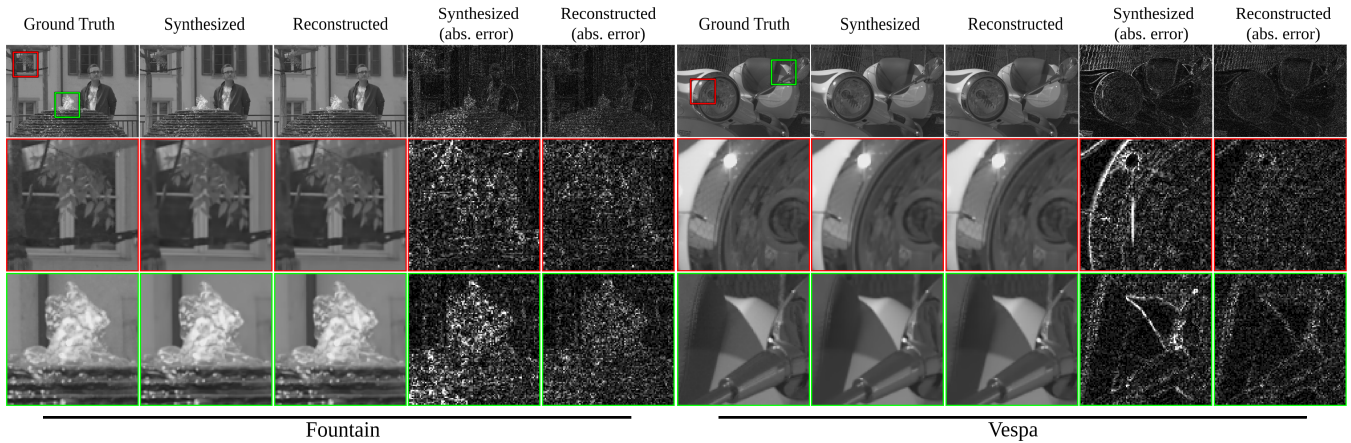 Ground Truth
Synthesized
Reconstructed
Synthesized
(abs. error)
Reconstructed
(abs. error)
Ground Truth
Synthesized
Reconstructed
Synthesized
(abs. error)
Reconstructed
(abs. error)
Fountain
Vespa